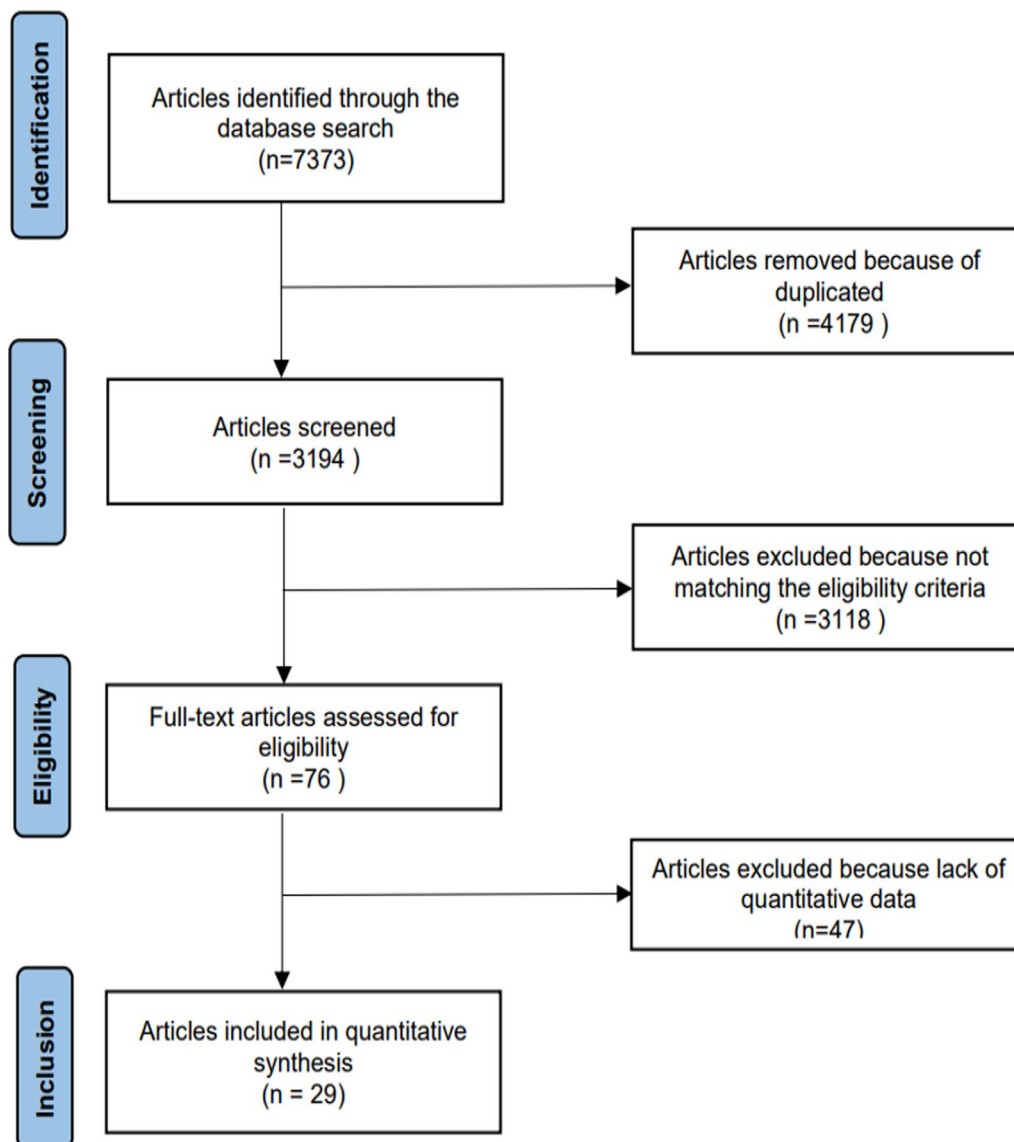 Identification
Articles identified through the
database search
(n=7373)
Articles removed because of
duplicated
(n =4179 )
Screening
Articles screened
(n =3194 )
Articles excluded because not
matching the eligibility criteria
(n =3118 )
Eligibility
Full-text articles assessed for
eligibility
(n =76 )
Articles excluded because lack of
quantitative data
(n=47)
Inclusion
Articles included in quantitative
synthesis
(n = 29)